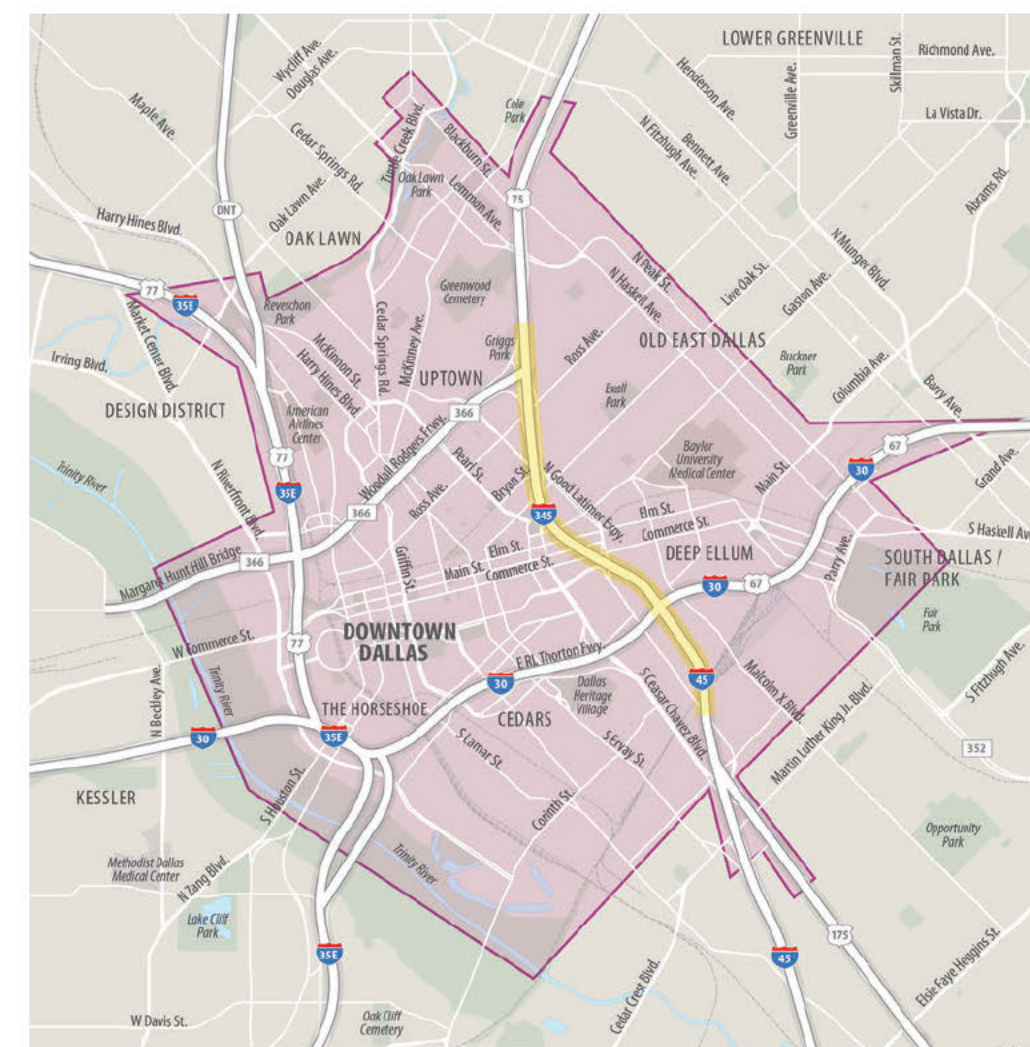 LOWER GREENVILLE
Richmond Ave.
Skillman St.
Greenville Ave.
La Vista Dr.
Abrams Rd.
Wycliff Ave.
Douglas Ave.
Maple Ave.
Cedar Springs Rd.
Turtle Creek Blvd.
Cole
Park
Blackburn St.
Henderson Ave.
Bennett Ave.
N Fitzhugh Ave.
Oak Lawn
Park
Lemmon Ave.
75
DNT
Oak Lawn Ave.
OAK LAWN
Harry Hines Blvd.
N Munger Blvd.
N Peak St.
Live Oak St.
N Haskell Ave.
Gaston Ave.
77
35E
Reveschon
Park
Greenwood
Cemetery
Market Center Blvd.
Cedar Springs Rd.
McKinney Ave.
McKinnon St.
Harry Hines Blvd.
Griggs
Park
Ross Ave.
OLD EAST DALLAS
Buckner
Park
Columbia Ave.
Barry Ave.
Irring Blvd.
UPTOWN
Exall
Park
DESIGN DISTRICT
American
Airlines
Center
366
Woodall Rodgers Frwy.
Pearl St.
Bryan St.
N Good Latimer Expy.
Baylor
University
Medical Center
Main St.
67
30
Grand Ave.
Trinity River
N Riverfront Blvd.
77
35E
366
Ross Ave.
345
Elm St.
Commerce St.
S Haskell Ave.
Margaret Hunt Hill Bridge
366
Griffin St.
Elm St.
Main St.
Commerce St.
DEEP ELLUM
Parry Ave.
SOUTH DALLAS /
FAIR PARK
30
67
Fair
Park
W Commerce St.
77
DOWNTOWN
DALLAS
E RL Thorton Fwy.
S Fitzhugh Ave.
N Beckley Ave.
Trinity River
30
Dallas
Heritage
Village
45
Malcolm X Blvd.
THE HORSESHOE
CEDARS
S Ceasar Chavez Blvd.
Martin Luther King Jr. Blvd.
30
35E
S Lamar St.
S Ervay St.
352
KESSLER
S Houston St.
Corinth St.
Opportunity
Park
Methodist Dallas
Medical Center
N Zang Blvd.
Trinity River
Lake Cliff
Park
175
35E
45
Elsie Faye Heggins St.
Cedar Crest Blvd.
W Davis St.
Oak Cliff
Cemetery